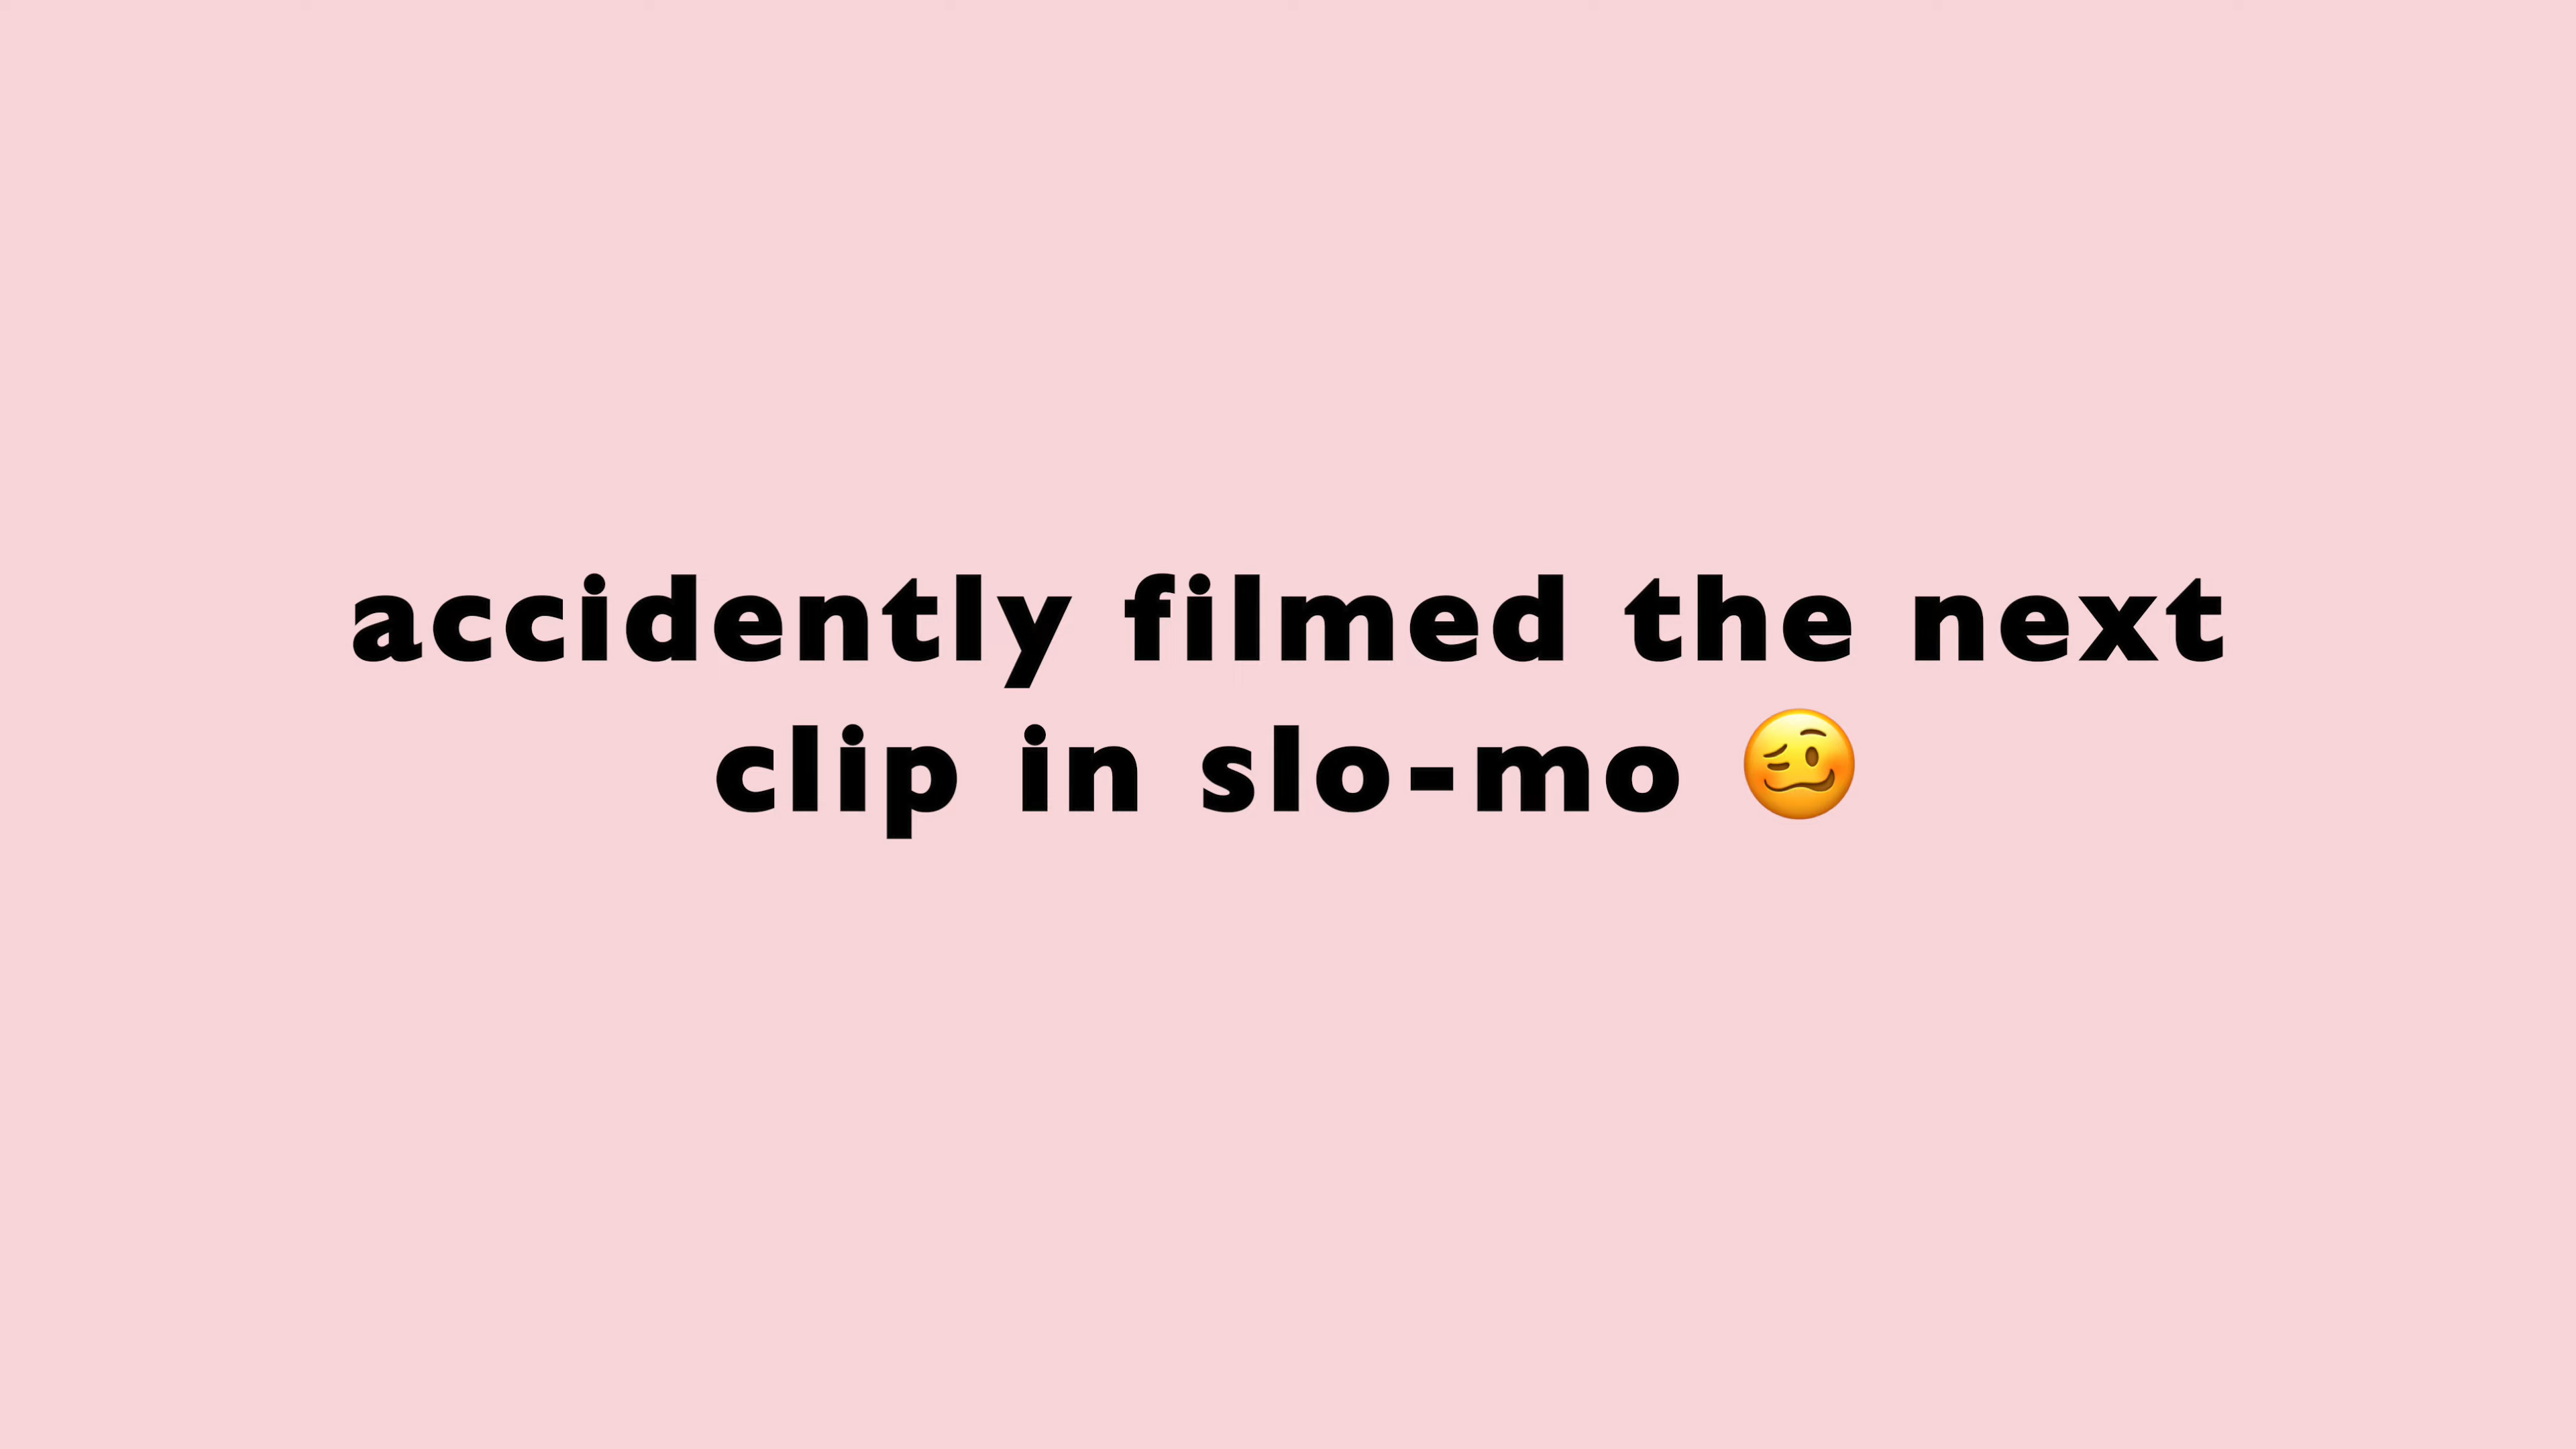 accidently filmed the next
clip in slo-mo 🥴